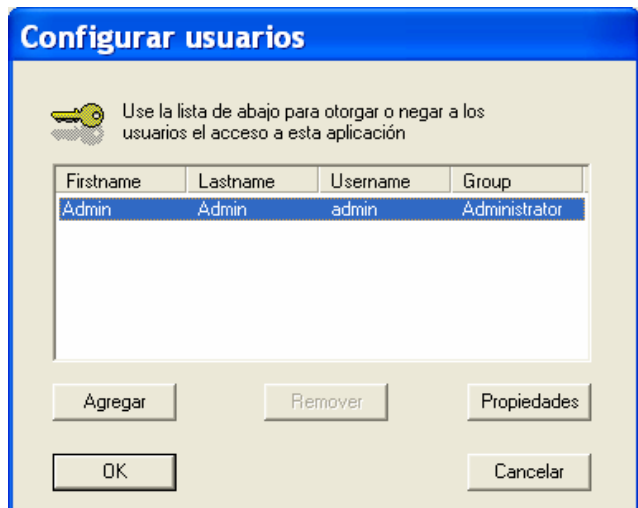 Configurar usuarios
Use la lista de abajo para otorgar o negar a los
usuarios el acceso a esta aplicación
Firstname Lastname Username Group
Admin Admin admin Administrator
Agregar Remover Propiedades
OK Cancelar